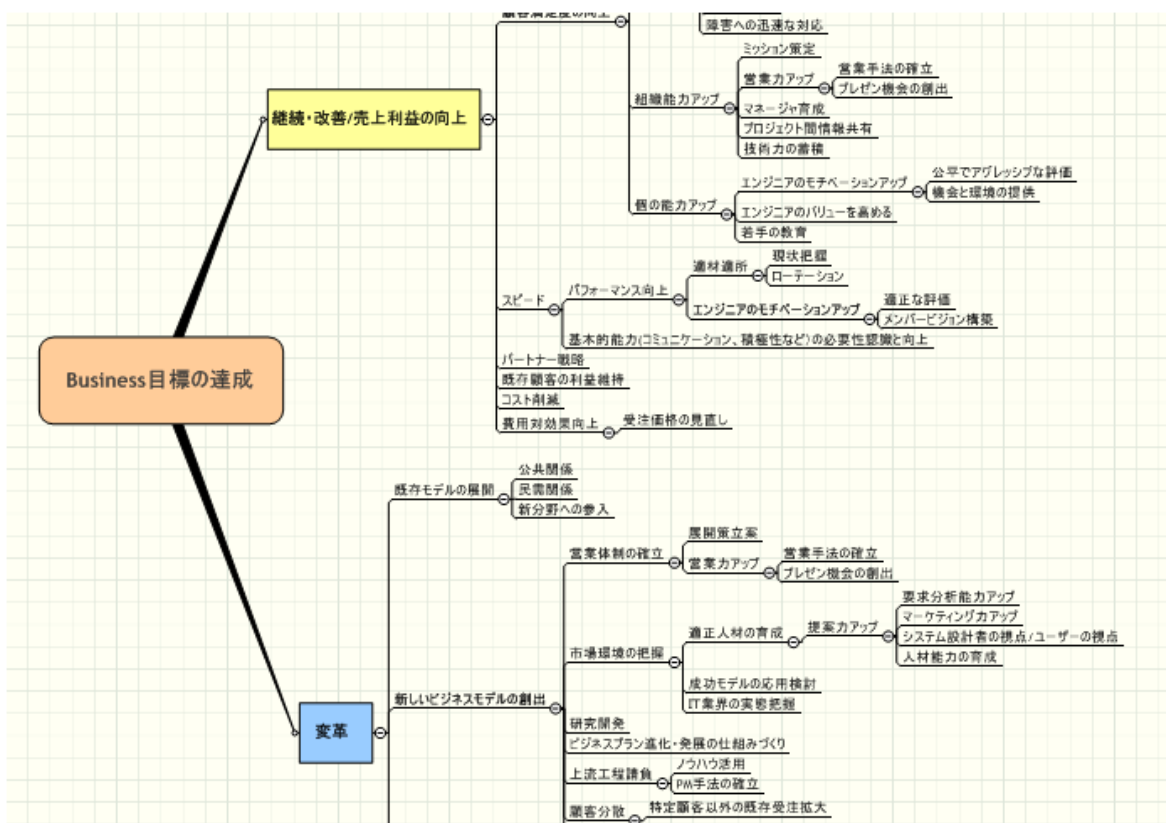 顧客満足度の向上
障害への迅速な対応
ミッション策定
営業力アップ
営業手法の確立
プレゼン機会の創出
組織能力アップ
マネージャ育成
プロジェクト間情報共有
技術力の蓄積
継続・改善/売上利益の向上
エンジニアのモチベーションアップ
公平でアグレッシブな評価
機会と環境の提供
個の能力アップ
エンジニアのバリューを高める
若手の教育
スピード
パフォーマンス向上
適材適所
現状把握
ローテーション
エンジニアのモチベーションアップ
適正な評価
メンバービジョン構築
基本的能力(コミュニケーション、積極性など)の必要性認識と向上
パートナー戦略
既存顧客の利益維持
コスト削減
費用対効果向上
受注価格の見直し
Business目標の達成
既存モデルの展開
公共関係
民需関係
新分野への参入
営業体制の確立
展開策立案
営業力アップ
営業手法の確立
プレゼン機会の創出
市場環境の把握
適正人材の育成
提案力アップ
要求分析能力アップ
マーケティング力アップ
システム設計者の視点/ユーザーの視点
人材能力の育成
成功モデルの応用検討
IT業界の実態把握
新しいビジネスモデルの創出
変革
研究開発
ビジネスプラン進化・発展の仕組みづくり
上流工程請負
ノウハウ活用
PM手法の確立
顧客分散
特定顧客以外の既存受注拡大